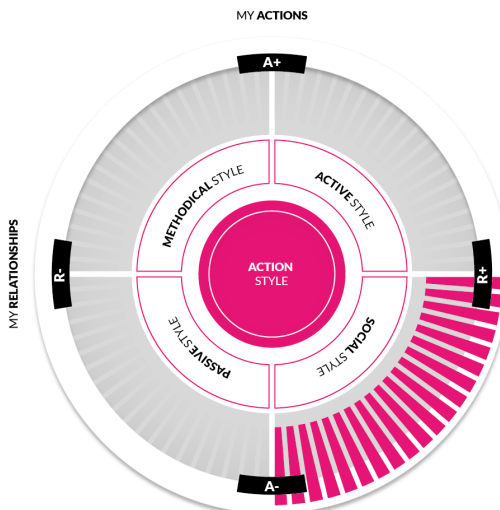 MY ACTIONS
A+
METHODICAL STYLE
ACTIVE STYLE
MY RELATIONSHIPS
R-
ACTION
STYLE
R+
PASSIVE STYLE
SOCIAL STYLE
A-